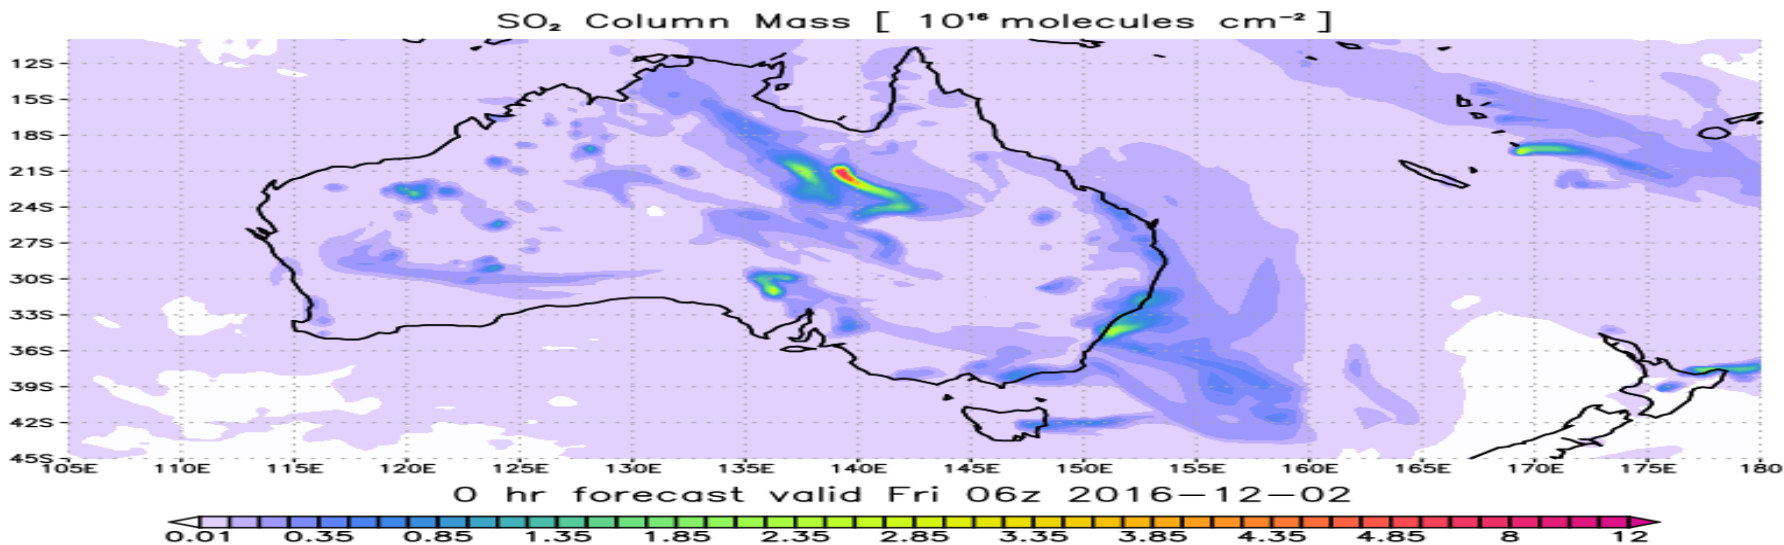 SO₂ Column Mass [ 10¹⁶ molecules cm⁻² ]
12S
15S
18S
21S
24S
27S
30S
33S
36S
39S
42S
45S
105E 110E 115E 120E 125E 130E 135E 140E 145E 150E 155E 160E 165E 170E 175E 180
0 hr forecast valid Fri 06z 2016–12–02
0.01 0.35 0.85 1.35 1.85 2.35 2.85 3.35 3.85 4.35 4.85 8 12